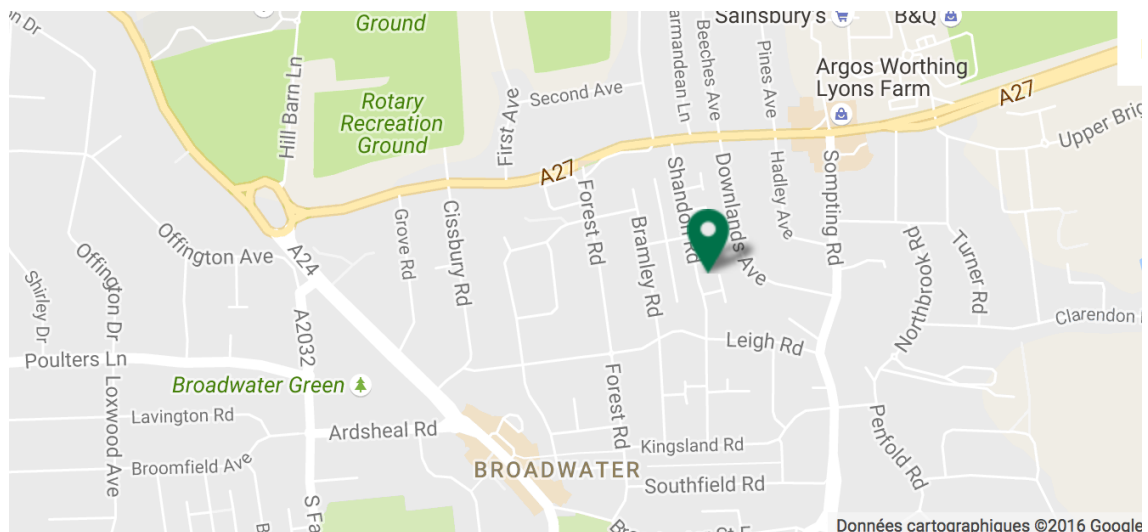 on Dr
Ground
Sainsbury's
B&Q
armandean Ln
Beeches Ave
Pines Ave
Hill Barn Ln
Rotary
Recreation
Ground
First Ave
Second Ave
Argos Worthing
Lyons Farm
A27
A27
Upper Brig
Offington Ave
Offington Dr
Shirley Dr
A24
A2032
Grove Rd
Cissbury Rd
Forest Rd
Bramley Rd
Shandon Rd
Downlands Ave
Hadley Ave
Sompting Rd
Northbrook Rd
Turner Rd
Clarendon
Poulters Ln
Loxwood Ave
Broadwater Green
Leigh Rd
Lavington Rd
Ardsheal Rd
Forest Rd
Kingsland Rd
Penfold Rd
Broomfield Ave
BROADWATER
Southfield Rd
S Fa
Données cartographiques ©2016 Google